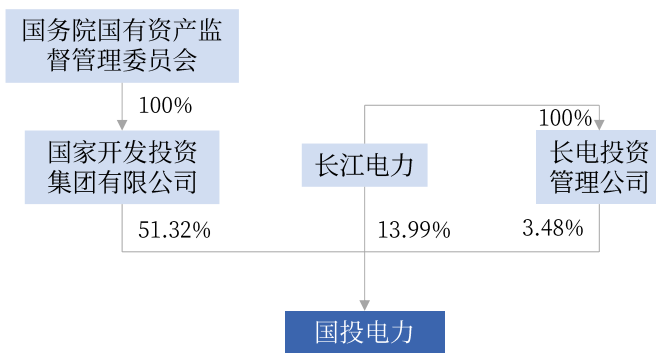 国务院国有资产监
督管理委员会
100%
100%
国家开发投资
集团有限公司
长江电力
长电投资
管理公司
51.32%
13.99%
3.48%
国投电力